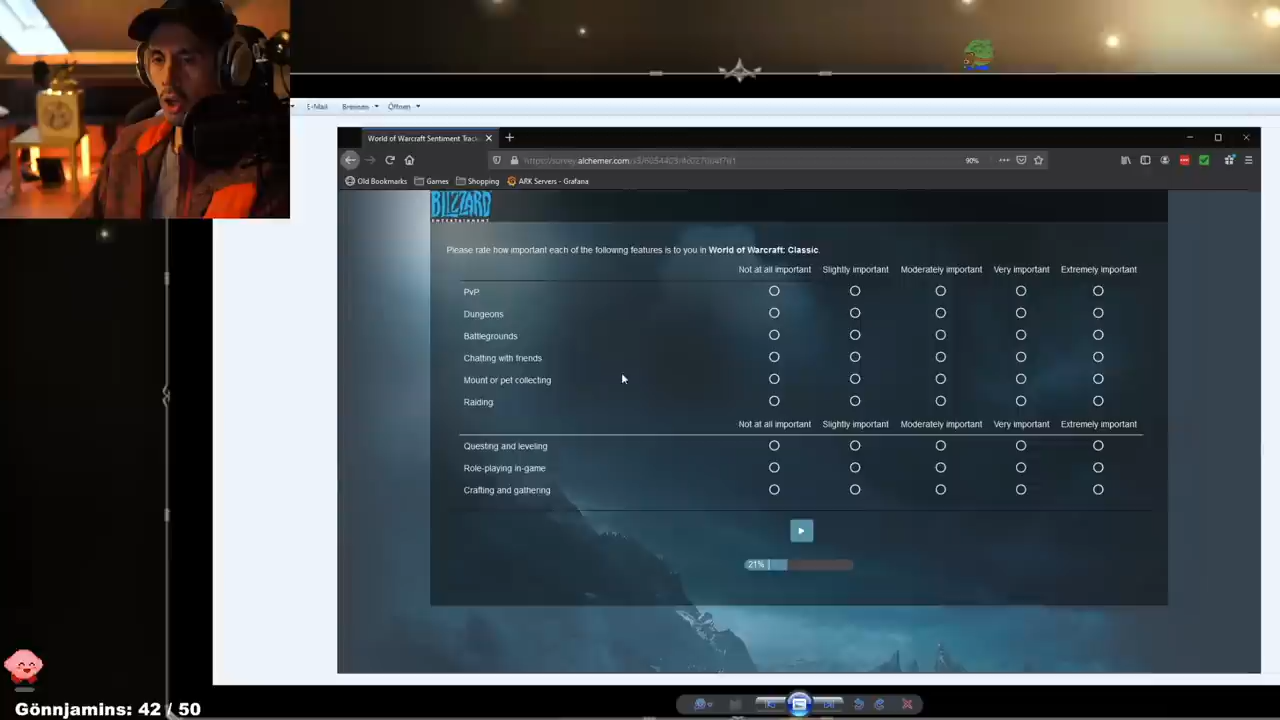 E-Mail Brennen Öffnen
World of Warcraft Sentiment Trac
90%
Old Bookmarks Games Shopping ARK Servers - Grafana
BLIZZARD
ENTERTAINMENT
Please rate how important each of the following features is to you in World of Warcraft: Classic.
Not at all important Slightly important Moderately important Very important Extremely important
PvP
Dungeons
Battlegrounds
Chatting with friends
Mount or pet collecting
Raiding
Not at all important Slightly important Moderately important Very important Extremely important
Questing and leveling
Role-playing in-game
Crafting and gathering
21%
Gönnjamins: 42 / 50